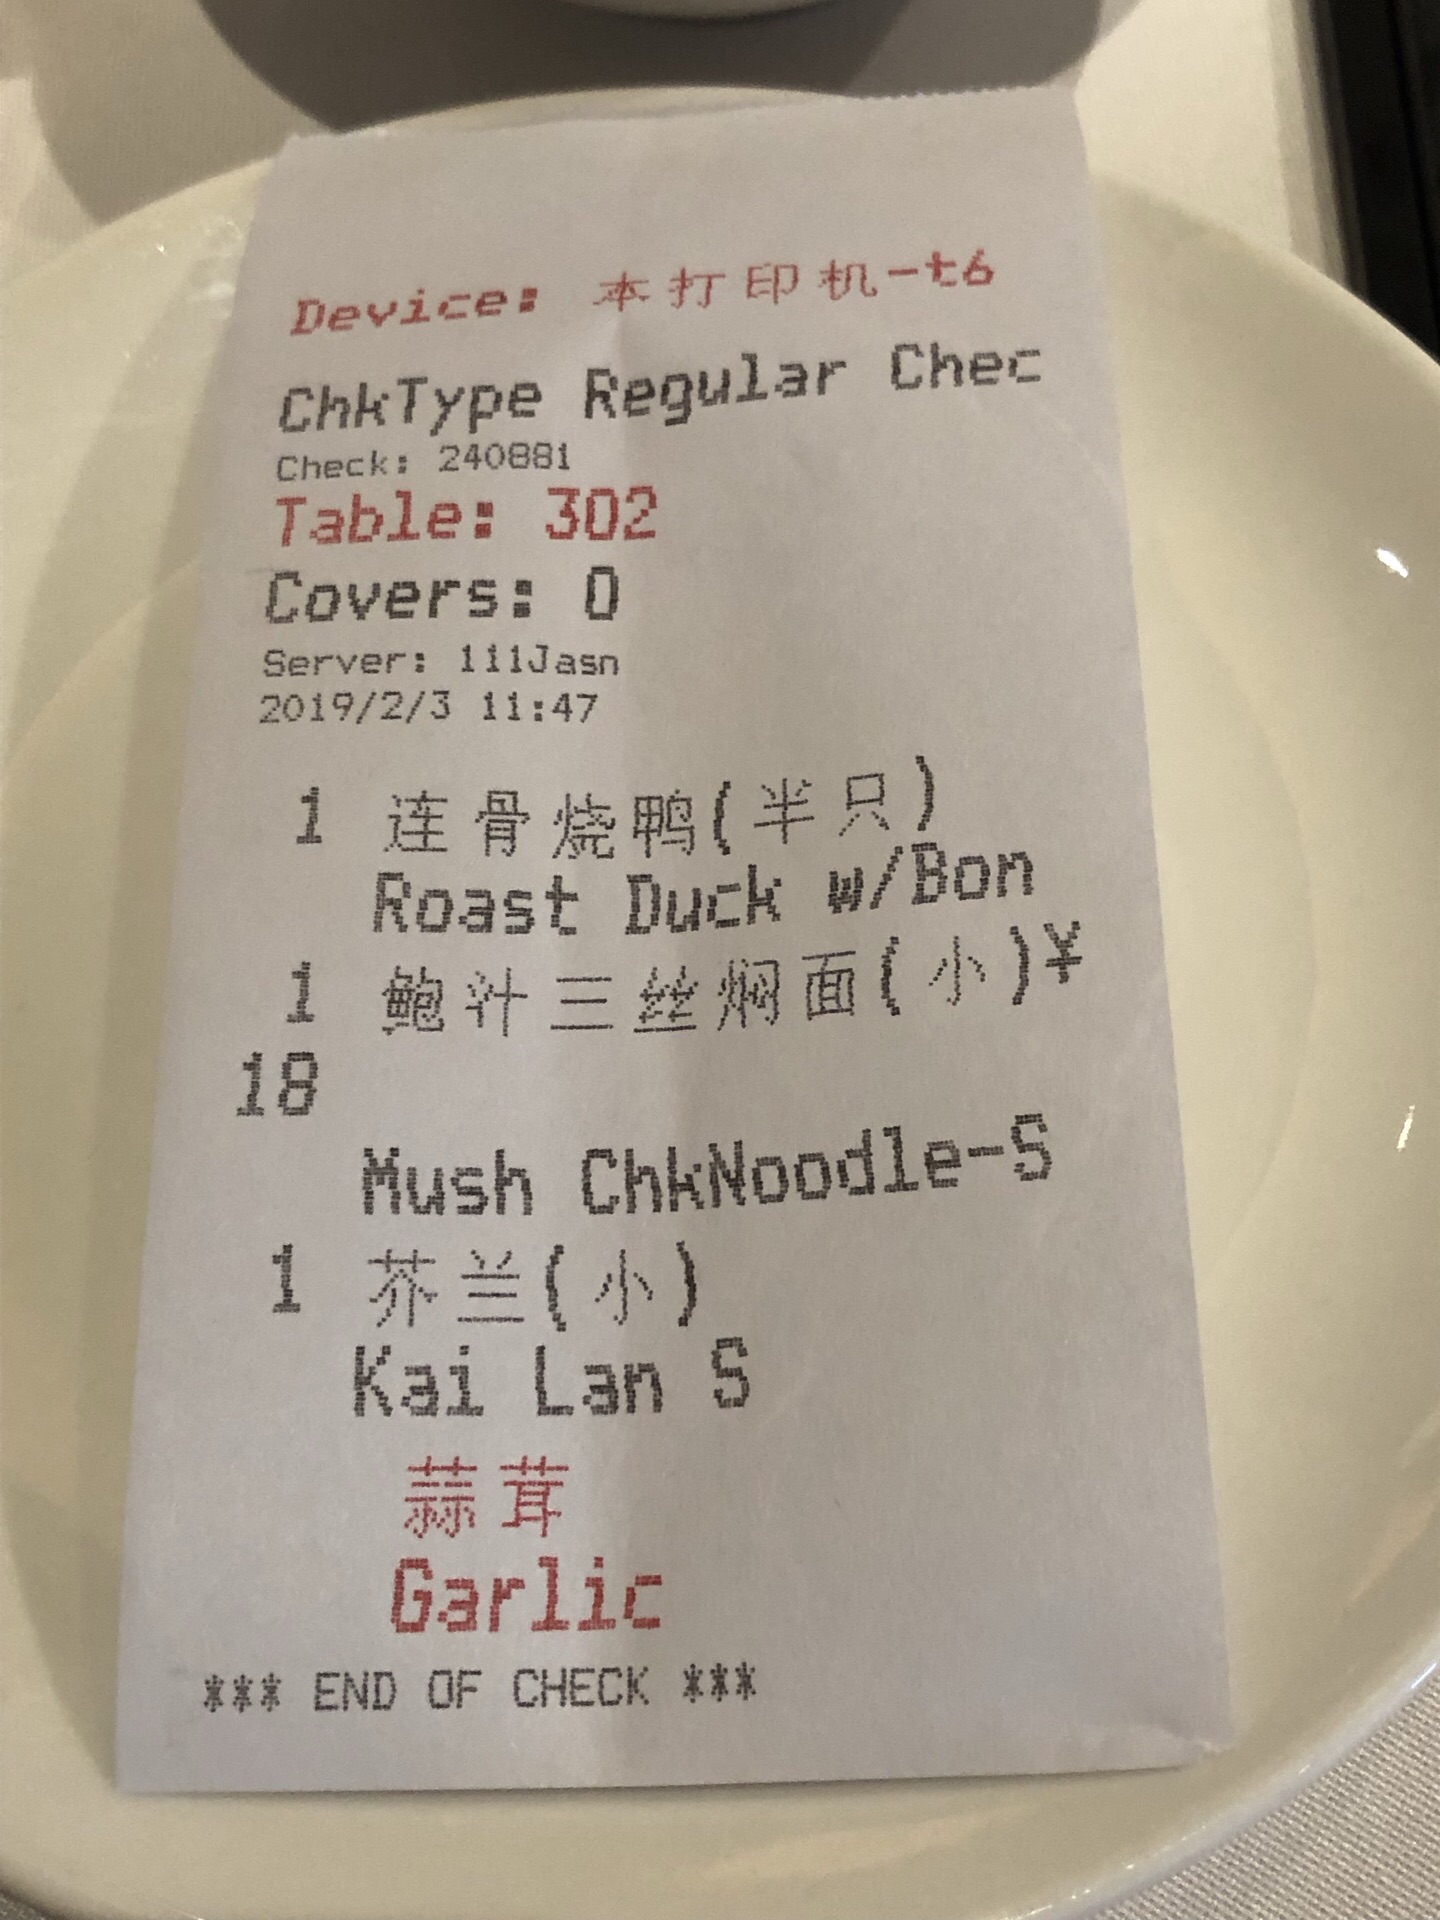 Device: 本打印机-t6
ChkType Regular Chec
Check: 240881
Table: 302
Covers: 0
Server: 111Jasn
2019/2/3 11:47
1 连骨烧鸭(半只)
Roast Duck w/Bon
1 鲍汁三丝焖面(小)¥
18
Mush ChkNoodle-S
1 芥兰(小)
Kai Lan S
蒜茸
Garlic
*** END OF CHECK ***